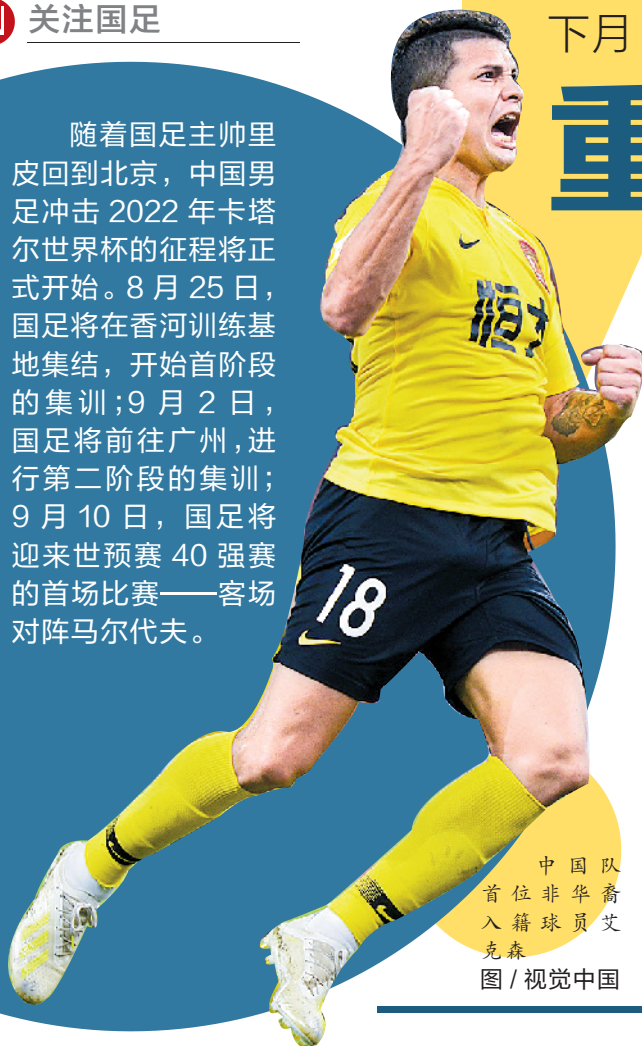 关注国足
下月
重
随着国足主帅里
皮回到北京，中国男
足冲击 2022 年卡塔
尔世界杯的征程将正
式开始。8 月 25 日，
国足将在香河训练基
地集结，开始首阶段
的集训；9 月 2 日，
国足将前往广州，进
行第二阶段的集训；
9 月 10 日，国足将
迎来世预赛 40 强赛
的首场比赛——客场
对阵马尔代夫。
恒大
18
中国队
首位非华裔
入籍球员艾
克森
图 / 视觉中国